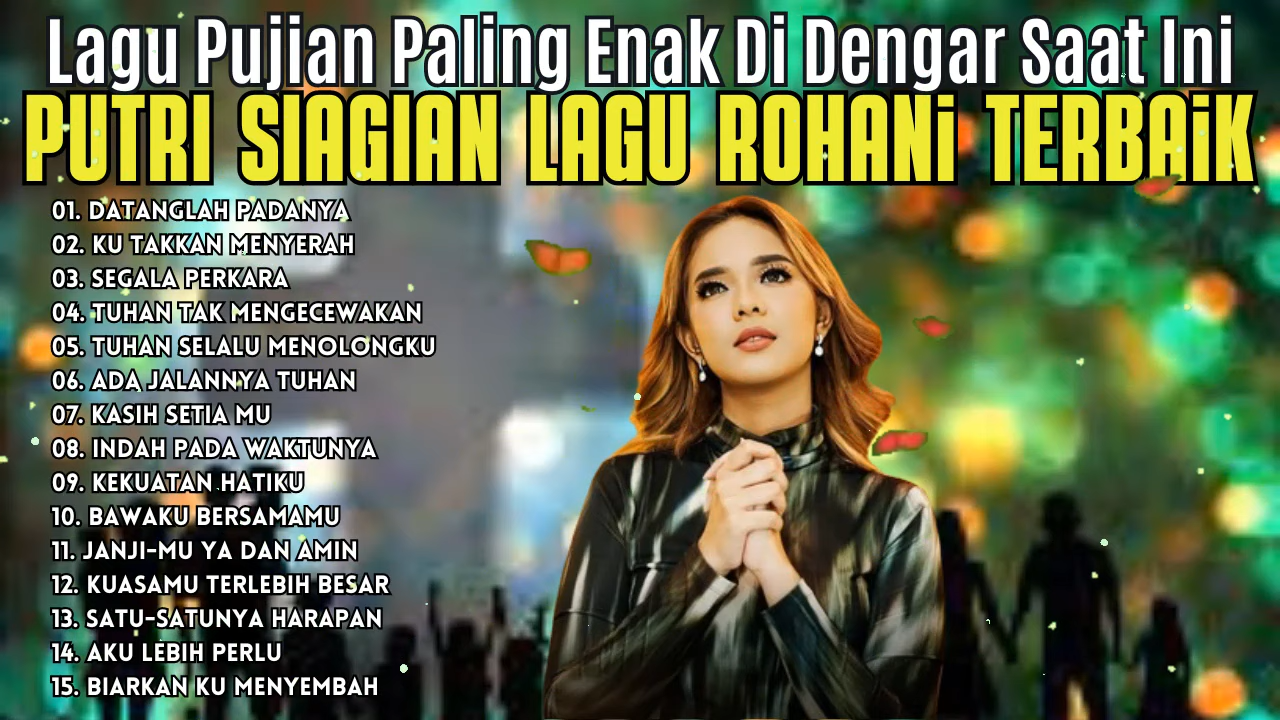 Lagu Pujian Paling Enak Di Dengar Saat Ini
PUTRI SIAGIAN LAGU ROHANi TERBAiK
01. DATANGLAH PADANYA
02. KU TAKKAN MENYERAH
03. SEGALA PERKARA
04. TUHAN TAK MENGECEWAKAN
05. TUHAN SELALU MENOLONGKU
06. ADA JALANNYA TUHAN
07. KASIH SETIA MU
08. INDAH PADA WAKTUNYA
09. KEKUATAN HATIKU
10. BAWAKU BERSAMAMU
11. JANJI-MU YA DAN AMIN
12. KUASAMU TERLEBIH BESAR
13. SATU-SATUNYA HARAPAN
14. AKU LEBIH PERLU
15. BIARKAN KU MENYEMBAH